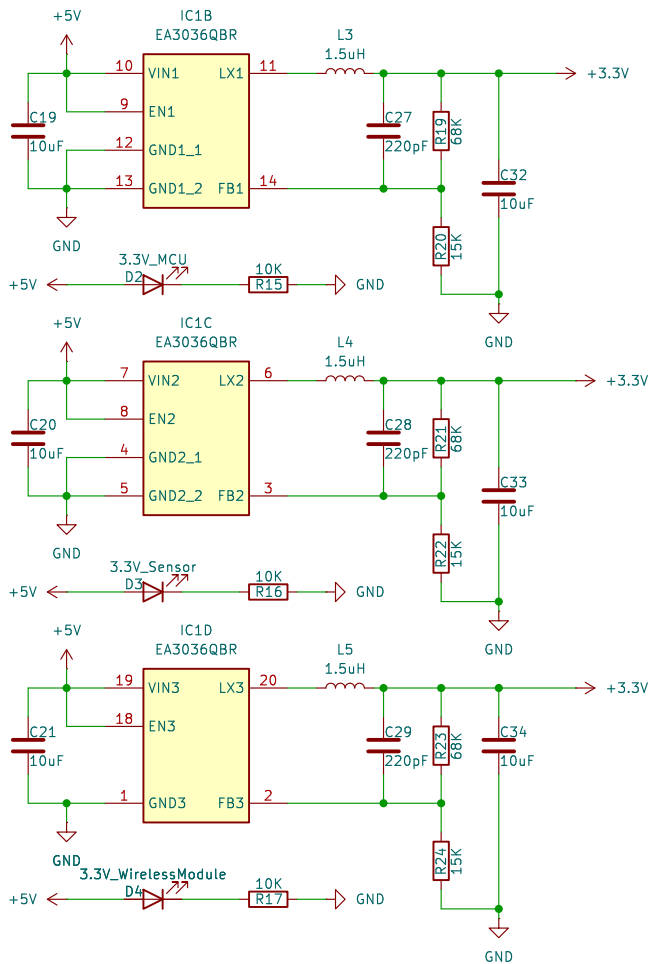 +5V
IC1B
EA3036QBR
L3
1.5uH
10
VIN1
LX1
11
+3.3V
9
EN1
C19
10uF
C27
220pF
R19
68K
12
GND1_1
13
GND1_2
FB1
14
C32
10uF
GND
R20
15K
3.3V_MCU
D2
+5V
10K
R15
GND
GND
+5V
IC1C
EA3036QBR
L4
1.5uH
7
VIN2
LX2
6
+3.3V
8
EN2
C20
10uF
C28
220pF
R21
68K
4
GND2_1
5
GND2_2
FB2
3
C33
10uF
GND
R22
15K
3.3V_Sensor
D3
+5V
10K
R16
GND
GND
+5V
IC1D
EA3036QBR
L5
1.5uH
19
VIN3
LX3
20
+3.3V
18
EN3
C21
10uF
C29
220pF
R23
68K
C34
10uF
1
GND3
FB3
2
GND
R24
15K
3.3V_WirelessModule
D4
+5V
10K
R17
GND
GND